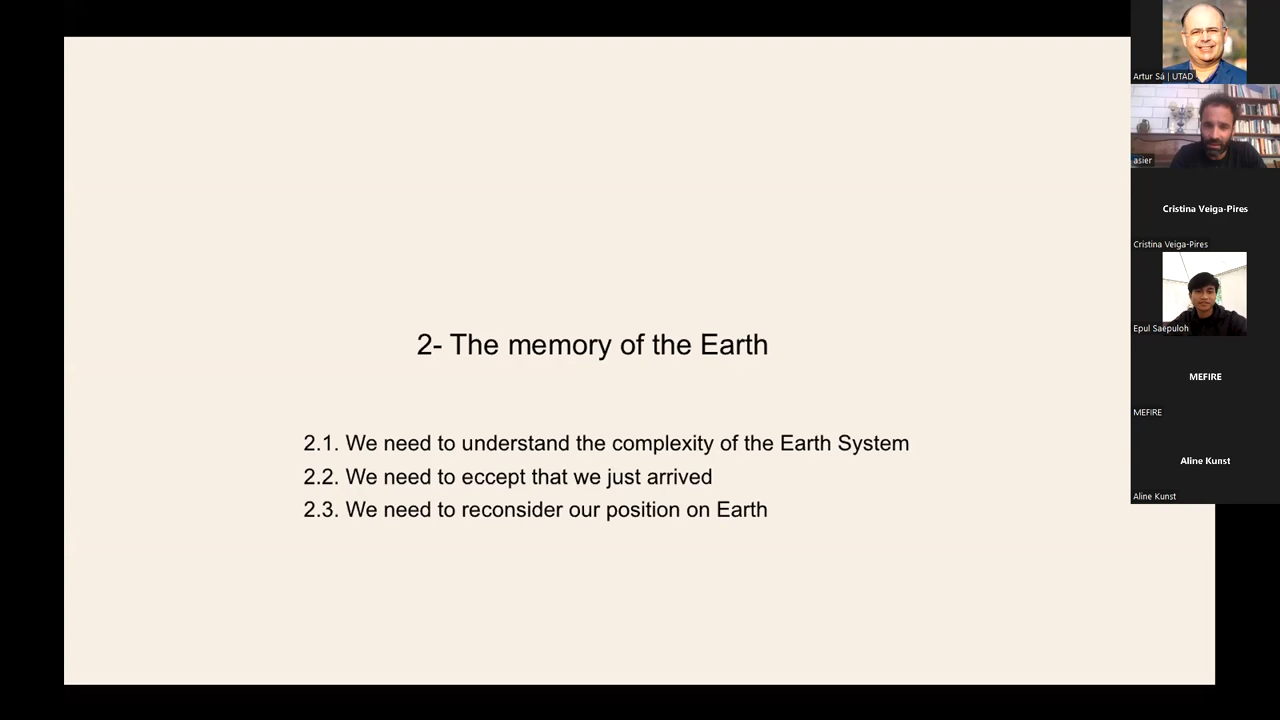 2- The memory of the Earth
2.1. We need to understand the complexity of the Earth System
2.2. We need to eccept that we just arrived
2.3. We need to reconsider our position on Earth
Artur Sá | UTAD
asier
Cristina Veiga-Pires
Cristina Veiga-Pires
Epul Saepuloh
MEFIRE
MEFIRE
Aline Kunst
Aline Kunst